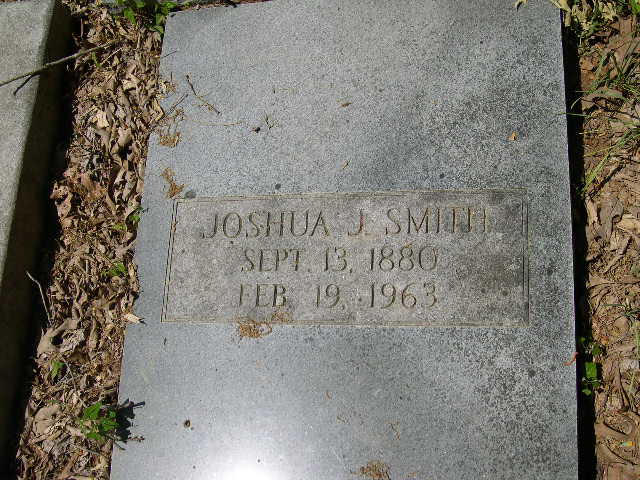 JOSHUA J. SMITH
SEPT. 13, 1880
FEB. 19, 1963